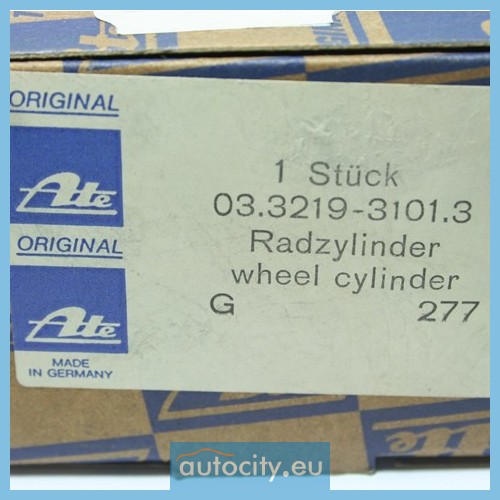 ORIGINAL
Ate
ORIGINAL
Ate
MADE
IN GERMANY
1 Stück
03.3219-3101.3
Radzylinder
wheel cylinder
G 277
autocity.eu